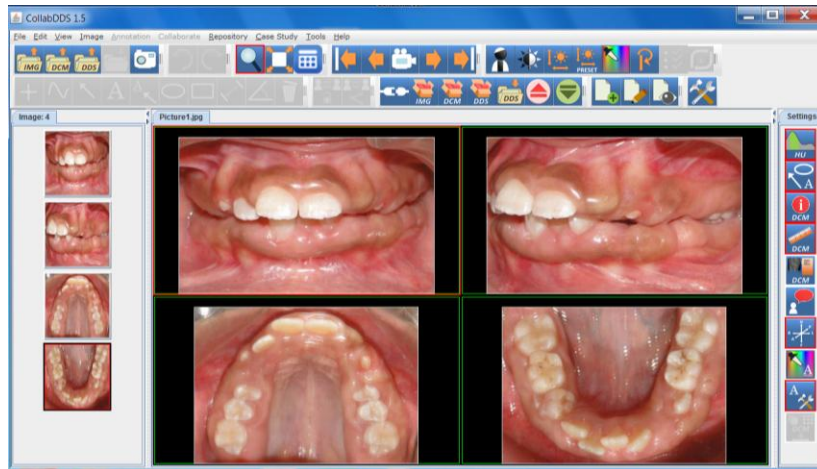 CollabDDS 1.5
File Edit View Image Annotation Collaborate Repository Case Study Tools Help
IMG DCM DDS PRESET
A IMG DCM DDS DDS
Image: 4 Picture1.jpg Settings
HU
A
DCM
DCM
DCM
A
A
DCM